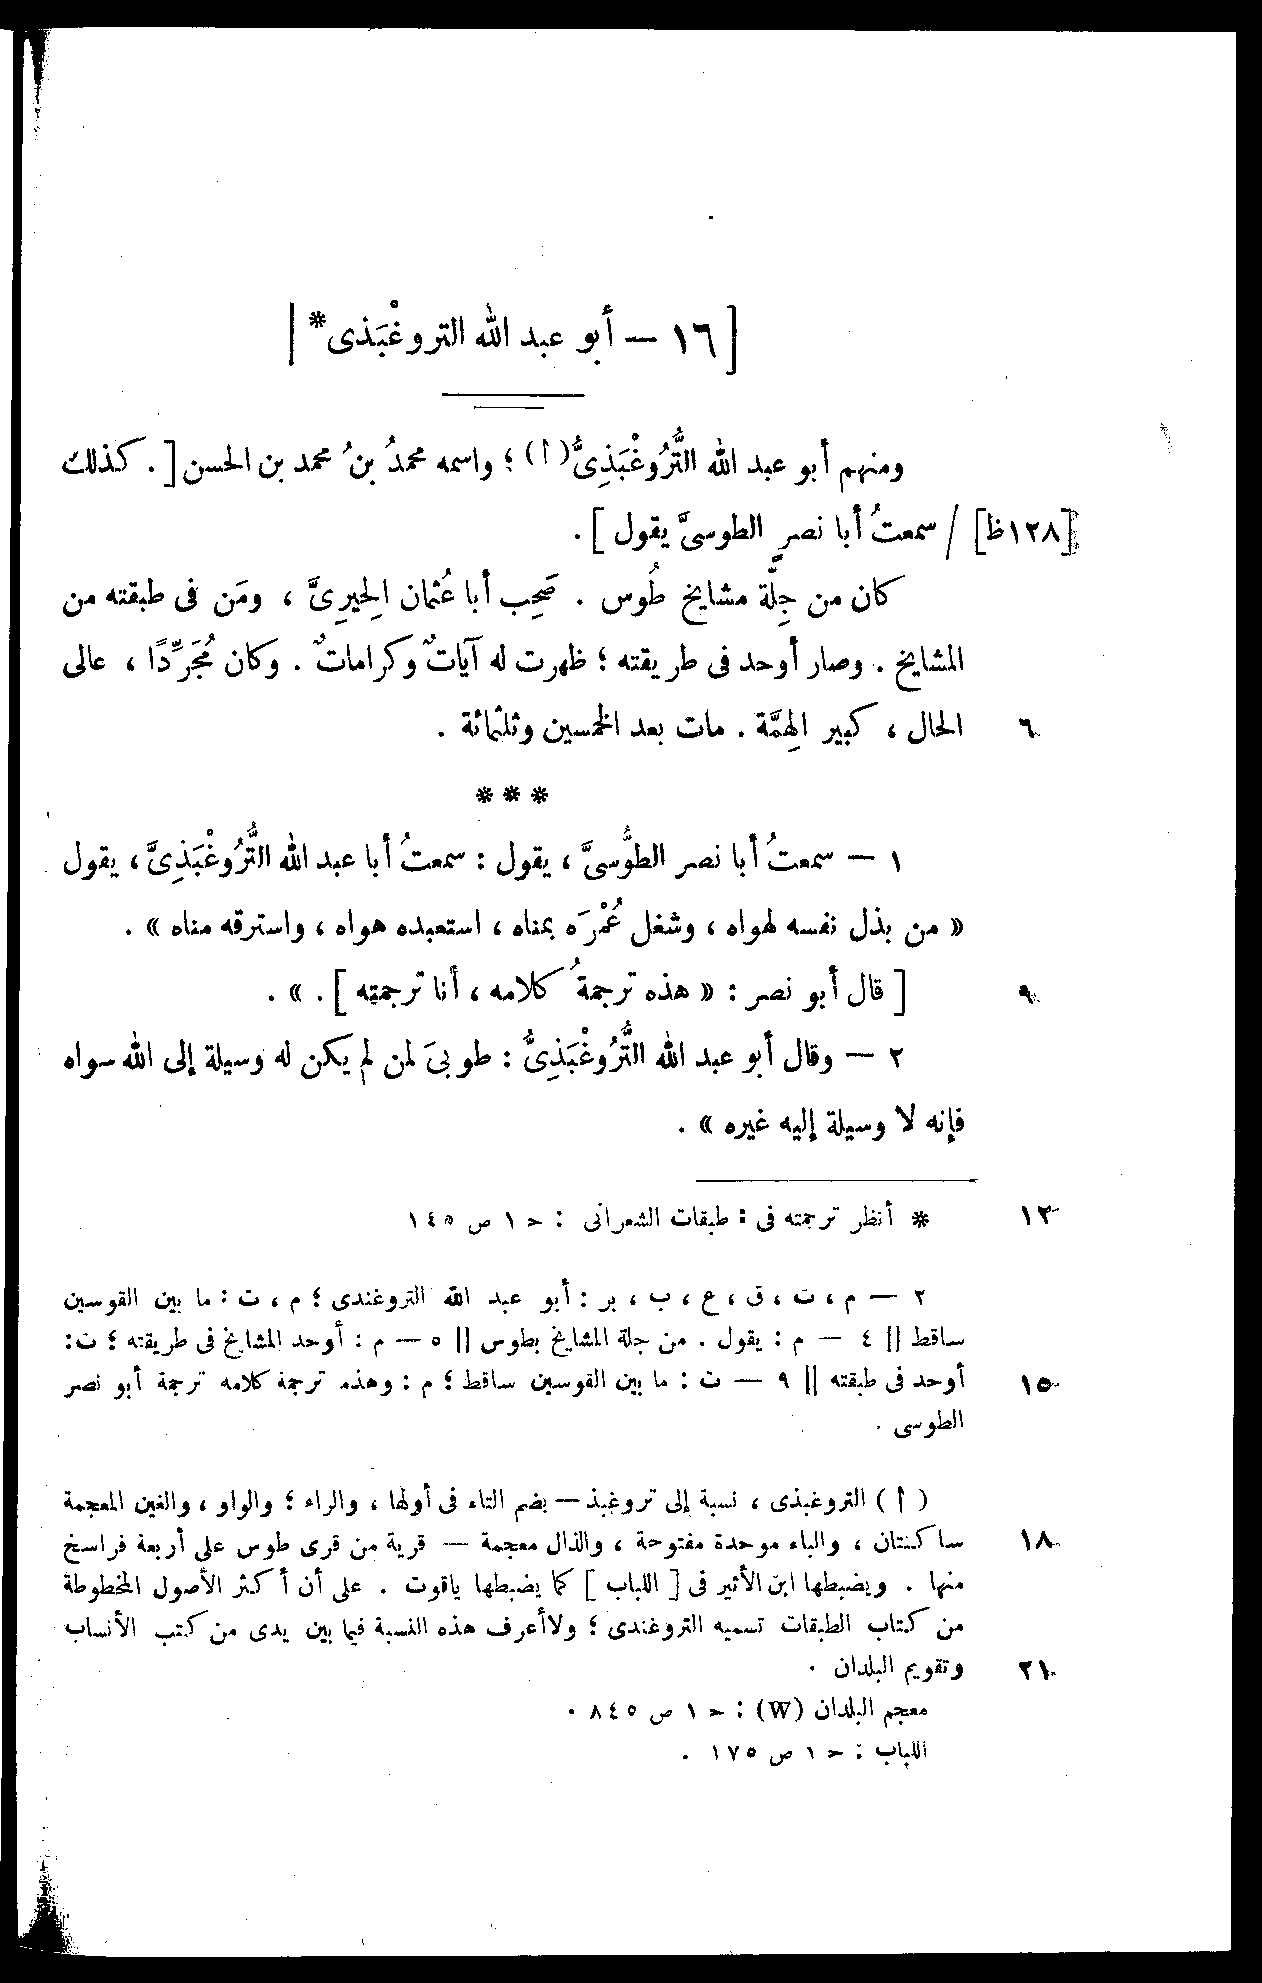 [ ١٦ — أبو عبد الله التروغْبَذى* ]
ومنهم أبو عبد الله التُّرُوغْبَذِىُّ(أ) ؛ واسمه محمدُ بنُ محمد بن الحسن [ . كذلك
[١٢٨ظ] / سمعتُ أبا نصرٍ الطوسىَّ يقول ] .
كان من جِلَّة مشايخ طُوس . صَحِب أبا عُثمان الحِيرِىَّ ، ومَن فى طبقته من
المشايخ . وصار أوحد فى طريقته ؛ ظهرت له آياتٌ وكراماتٌ . وكان مُجَرِّدًا ، عالى
٦ الحال ، كبير الهِمَّة . مات بعد الخمسين وثلثمائة .
* * *
١ — سمعتُ أبا نصر الطُّوسىَّ ، يقول : سمعتُ أبا عبد الله التُّرُوغْبَذِىَّ ، يقول
« من بذل نفسه لهواه ، وشغل عُمْرَه بمناه ، استعبده هواه ، واسترقه مناه » .
٩ [ قال أبو نصر : « هذه ترجمةُ كلامه ، أنا ترجمته ] . » .
٢ — وقال أبو عبد الله التُّرُوغْبَذِىُّ : طوبىَ لمن لم يكن له وسيلة إلى الله سواه
فإنه لا وسيلة إليه غيره » .
١٢ * أنظر ترجمته فى : طبقات الشعرانى : حـ ١ ص ١٤٥
٢ — م ، ت ، ق ، ع ، ب ، بر : أبو عبد الله التروغندى ؛ م ، ت : ما بين القوسين
ساقط || ٤ — م : يقول . من جلة المشايخ بطوس || ٥ — م : أوحد المشايخ فى طريقته ؛ ت :
١٥ أوحد فى طبقته || ٩ — ت : ما بين القوسين ساقط ؛ م : وهذه ترجمة كلامه ترجمة أبو نصر
الطوسى .
( أ ) التروغبذى ، نسبة إلى تروغبذ — بضم التاء فى أولها ، والراء ؛ والواو ، والغين المعجمة
١٨ ساكنتان ، والباء موحدة مفتوحة ، والذال معجمة — قرية من قرى طوس على أربعة فراسخ
منها . ويضبطها ابن الأثير فى [ اللباب ] كما يضبطها ياقوت . على أن أكثر الأصول المخطوطة
من كتاب الطبقات تسميه التروغندى ؛ ولا أعرف هذه النسبة فيما بين يدى من كتب الأنساب
٢١ وتقويم البلدان .
معجم البلدان (W) : حـ ١ ص ٨٤٥ .
اللباب : حـ ١ ص ١٧٥ .